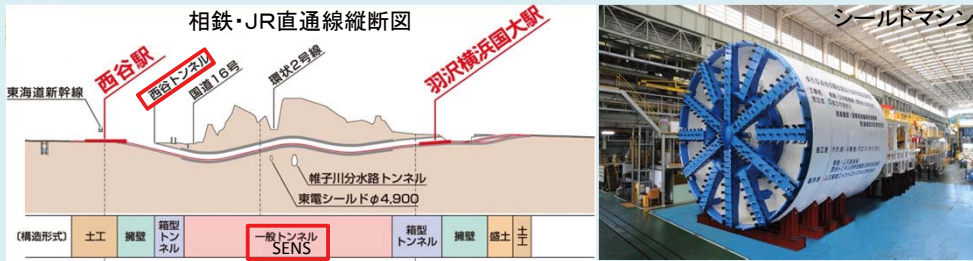 相鉄・JR直通線縦断図
シールドマシン
西谷駅
西谷トンネル
国道16号
環状2号線
羽沢横浜国大駅
東海道新幹線
帷子川分水路トンネル
東電シールドφ4,900
〔構造形式〕
土工
擁壁
箱型
トン
ネル
一般トンネル
SENS
箱型
トンネル
擁壁
盛土
土工